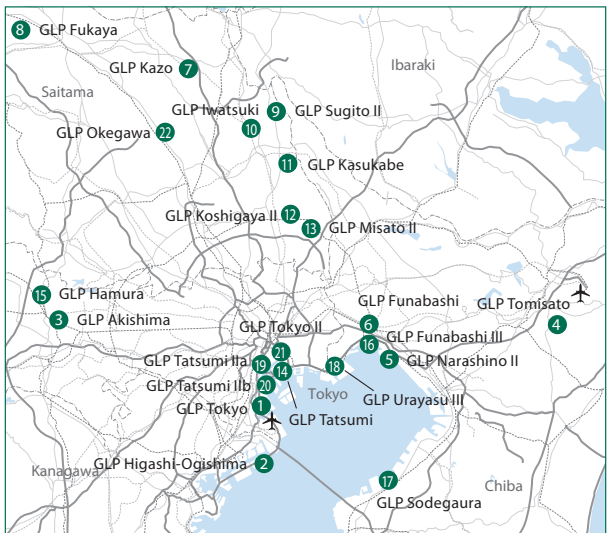 8 GLP Fukaya
Ibaraki
GLP Kazo 7
Saitama
GLP Iwatsuki 9 GLP Sugito II
GLP Okegawa 22 10
11 GLP Kasukabe
GLP Koshigaya II 12
13 GLP Misato II
15 GLP Hamura
3 GLP Akishima
GLP Funabashi GLP Tomisato
GLP Tokyo II 6 4
21 16 GLP Funabashi III
GLP Tatsumi IIa 19 14 18 5 GLP Narashino II
GLP Tatsumi IIb 20 Tokyo GLP Urayasu III
GLP Tokyo 1 GLP Tatsumi
Kanagawa GLP Higashi-Ogishima 2
17 Chiba
GLP Sodegaura